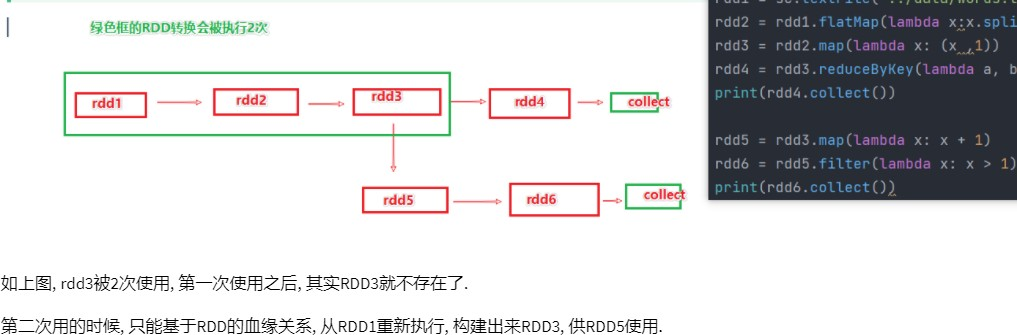 绿色框的RDD转换会被执行2次
rdd1
rdd2
rdd3
rdd4
collect
rdd5
rdd6
collect
rdd2 = rdd1.flatMap(lambda x:x.spli
rdd3 = rdd2.map(lambda x: (x ,1))
rdd4 = rdd3.reduceByKey(lambda a, b
print(rdd4.collect())
rdd5 = rdd3.map(lambda x: x + 1)
rdd6 = rdd5.filter(lambda x: x > 1)
print(rdd6.collect())
如上图, rdd3被2次使用, 第一次使用之后, 其实RDD3就不存在了.
第二次用的时候, 只能基于RDD的血缘关系, 从RDD1重新执行, 构建出来RDD3, 供RDD5使用.